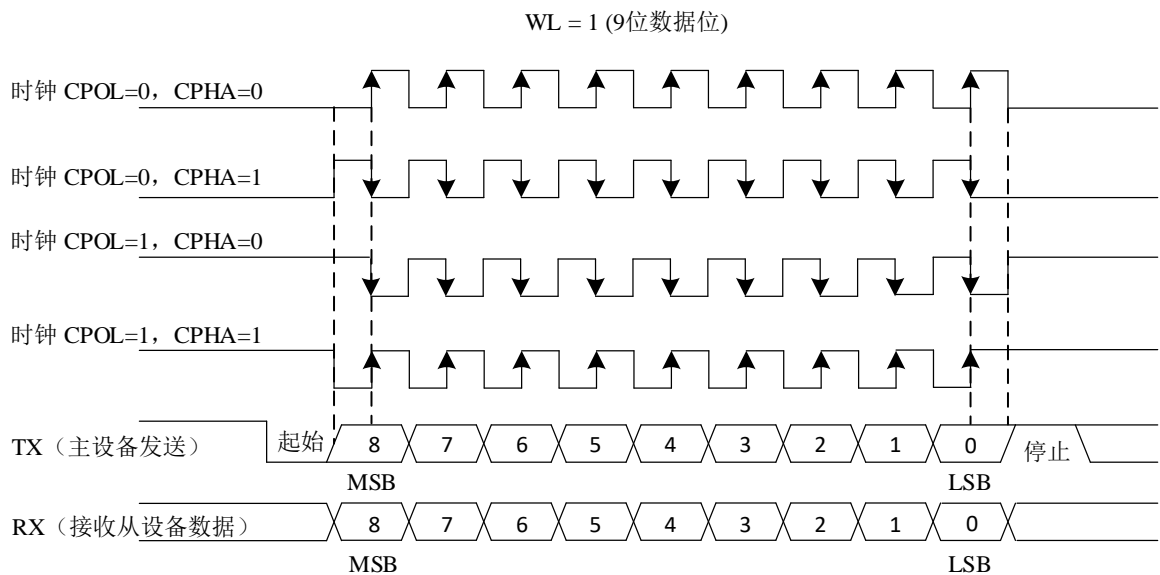 WL = 1 (9位数据位)
时钟 CPOL=0，CPHA=0
时钟 CPOL=0，CPHA=1
时钟 CPOL=1，CPHA=0
时钟 CPOL=1，CPHA=1
TX（主设备发送） 起始 8 7 6 5 4 3 2 1 0 停止
MSB LSB
RX（接收从设备数据） 8 7 6 5 4 3 2 1 0
MSB LSB